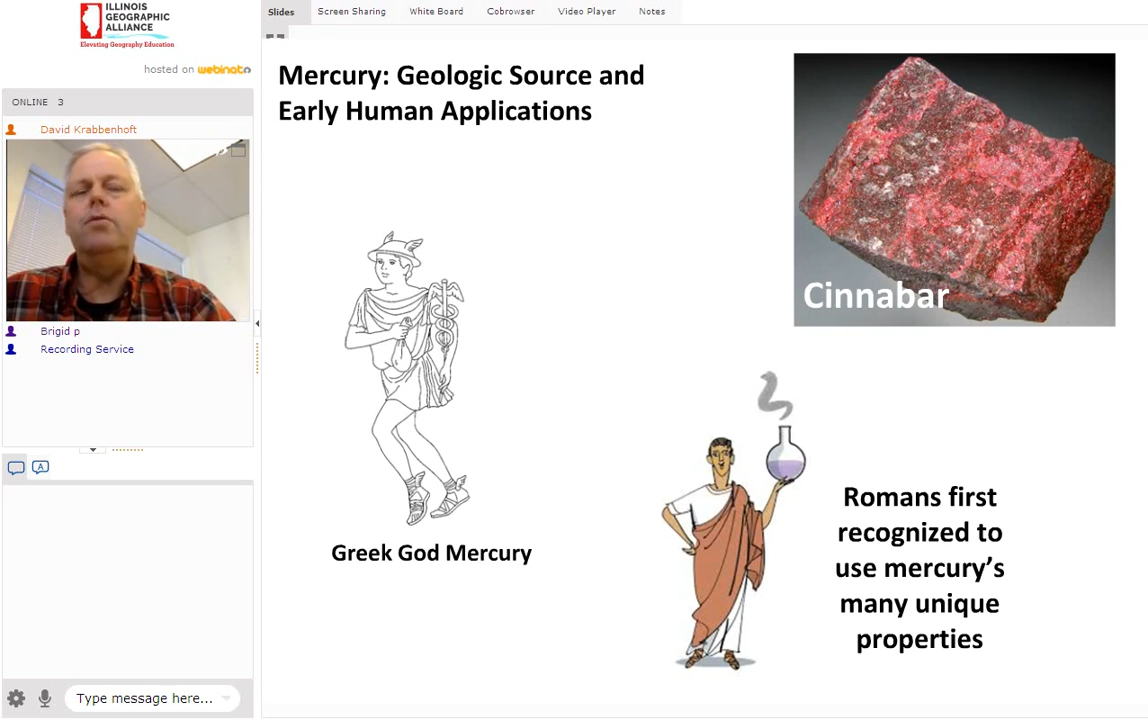 ILLINOIS
GEOGRAPHIC
ALLIANCE
Elevating Geography Education
hosted on webinato
ONLINE 3
David Krabbenhoft
Brigid p
Recording Service
A
Type message here...
Slides Screen Sharing White Board Cobrowser Video Player Notes
Mercury: Geologic Source and
Early Human Applications
Cinnabar
Greek God Mercury
Romans first
recognized to
use mercury’s
many unique
properties